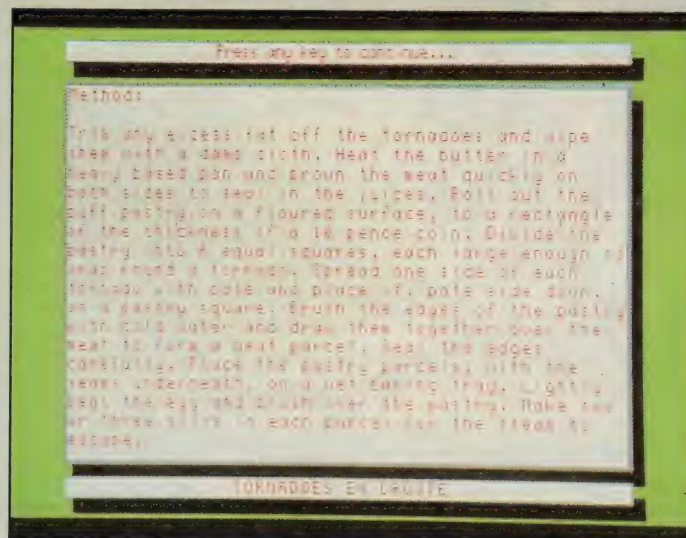 Press any key to continue...
Method:
Trim any excess fat off the tornadoes and wipe
them with a damp cloth. Heat the butter in a
heavy based pan and brown the meat quickly on
both sides to seal in the juices. Roll out the
puff pastry on a floured surface, to a rectangle
of the thickness of a 10 pence coin. Divide the
pastry into equal squares, each large enough to
wrap round a tornado. Spread one side of each
tornado with pate and place it, pate side down,
on a pastry square. Brush the edges of the pastry
with cold water and draw them together over the
meat to form a neat parcel. Seal the edges
carefully. Place the pastry parcels, with the
seams underneath, on a wet baking tray. Lightly
beat the egg and brush over the pastry. Make two
or three slits in each parcel for the steam to
escape.
TORNADOES EN CROUTE